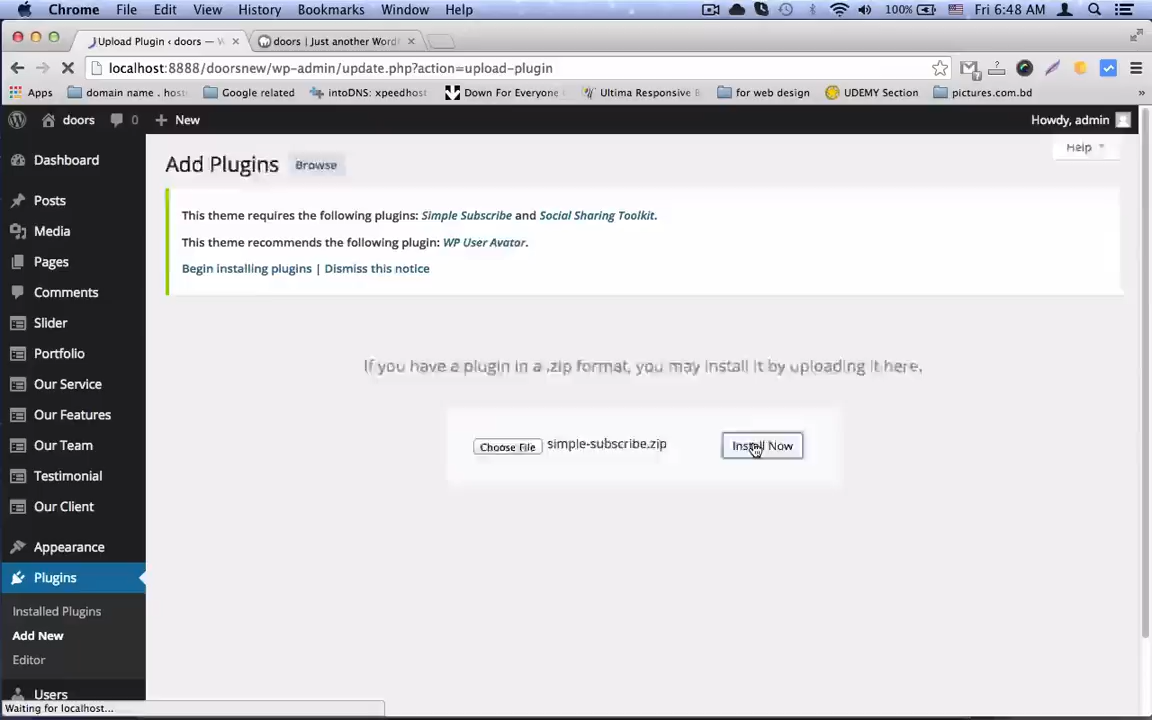 Chrome File Edit View History Bookmarks Window Help 100% Fri 6:48 AM
Upload Plugin ‹ doors — W × doors | Just another Word ×
localhost:8888/doorsnew/wp-admin/update.php?action=upload-plugin
Apps domain name . host Google related intoDNS: xpeedhost Down For Everyone Ultima Responsive for web design UDEMY Section pictures.com.bd »
doors 0 + New Howdy, admin
Help
Add Plugins Browse
Dashboard
Posts
Media
Pages
Comments
Slider
Portfolio
Our Service
Our Features
Our Team
Testimonial
Our Client
Appearance
Plugins
Installed Plugins
Add New
Editor
Users
This theme requires the following plugins: Simple Subscribe and Social Sharing Toolkit.
This theme recommends the following plugin: WP User Avatar.
Begin installing plugins | Dismiss this notice
If you have a plugin in a .zip format, you may install it by uploading it here.
Choose File simple-subscribe.zip Install Now
Waiting for localhost...